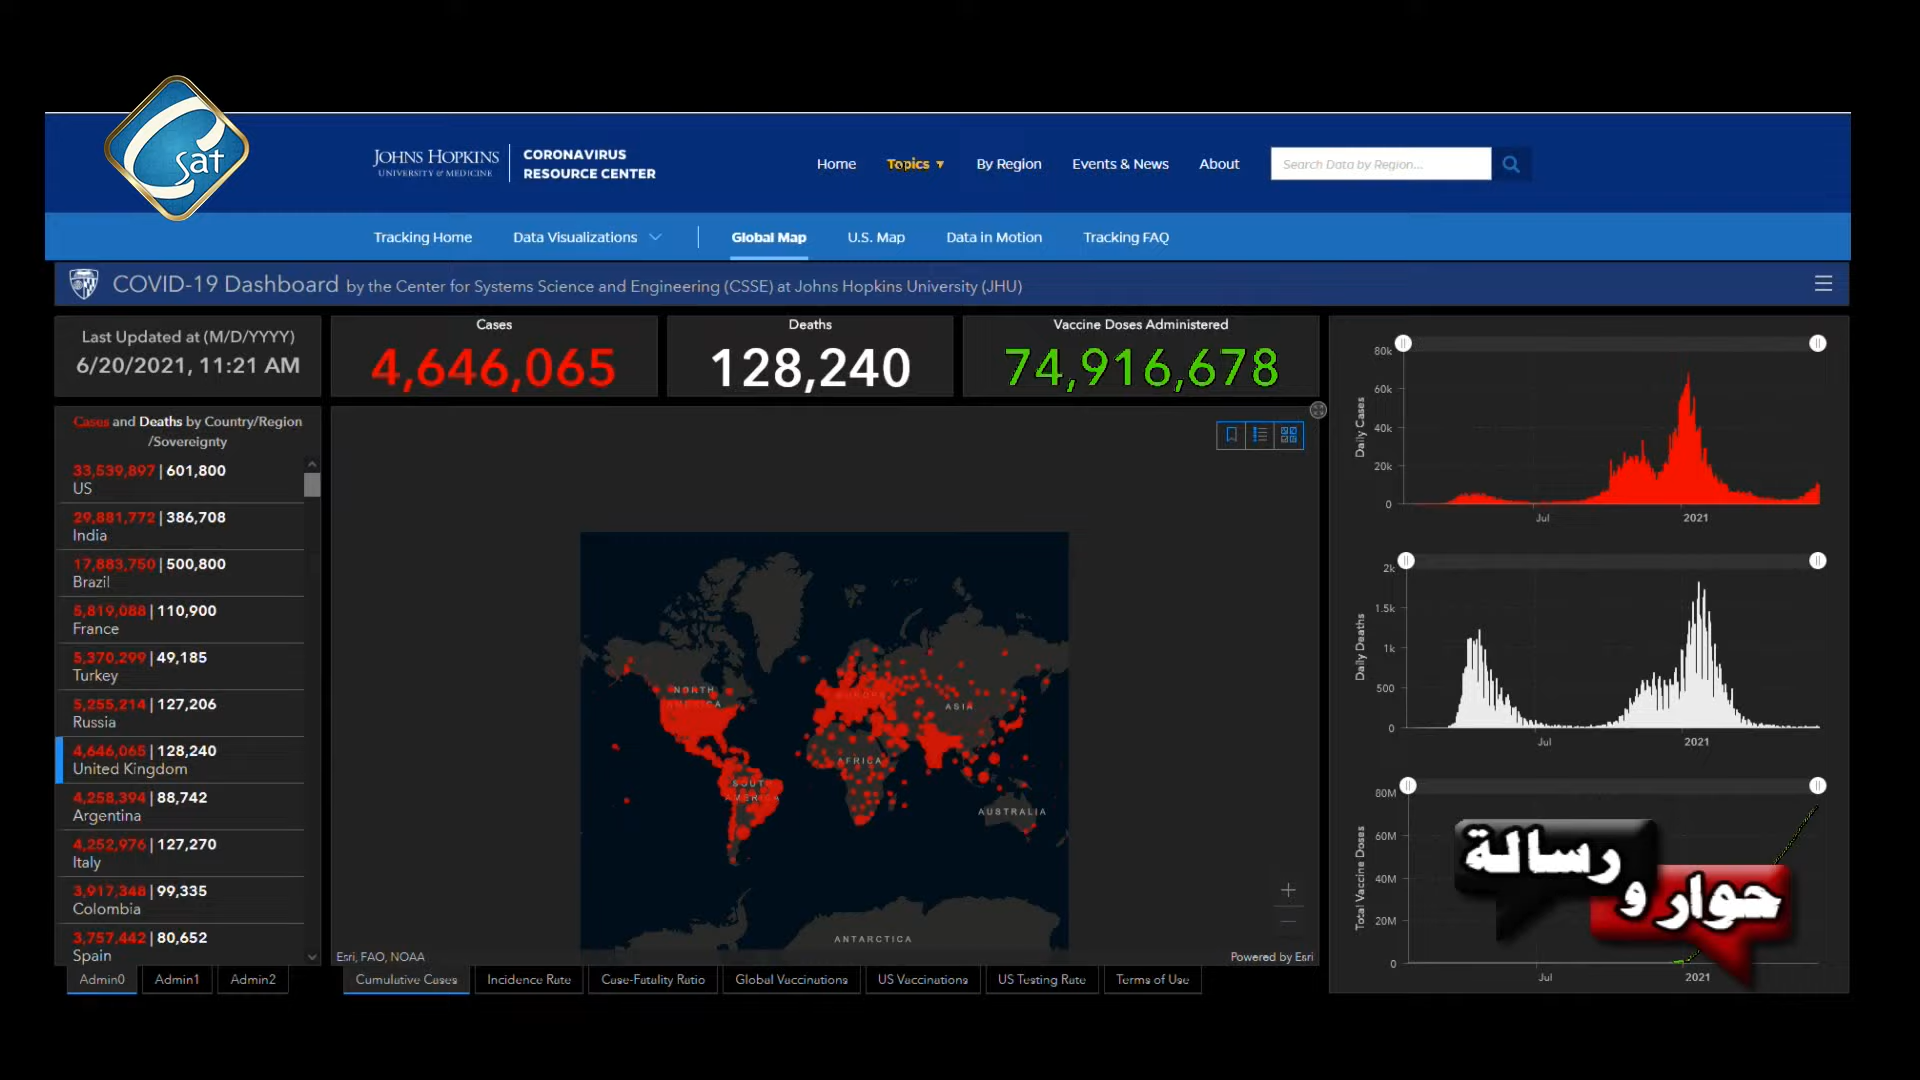 Csat
JOHNS HOPKINS
UNIVERSITY & MEDICINE
CORONAVIRUS
RESOURCE CENTER
Home
Topics
By Region
Events & News
About
Search Data by Region...
Tracking Home
Data Visualizations
Global Map
U.S. Map
Data in Motion
Tracking FAQ
COVID-19 Dashboard by the Center for Systems Science and Engineering (CSSE) at Johns Hopkins University (JHU)
Last Updated at (M/D/YYYY)
6/20/2021, 11:21 AM
Cases
4,646,065
Deaths
128,240
Vaccine Doses Administered
74,916,678
Cases and Deaths by Country/Region
/Sovereignty
33,539,897 | 601,800
US
29,881,772 | 386,708
India
17,883,750 | 500,800
Brazil
5,819,088 | 110,900
France
5,370,299 | 49,185
Turkey
5,255,214 | 127,206
Russia
4,646,065 | 128,240
United Kingdom
4,258,394 | 88,742
Argentina
4,252,976 | 127,270
Italy
3,917,348 | 99,335
Colombia
3,757,442 | 80,652
Spain
Admin0
Admin1
Admin2
NORTH
AMERICA
EUROPE
ASIA
AFRICA
SOUTH
AMERICA
AUSTRALIA
ANTARCTICA
Esri, FAO, NOAA
Powered by Esri
Cumulative Cases
Incidence Rate
Case-Fatality Ratio
Global Vaccinations
US Vaccinations
US Testing Rate
Terms of Use
Daily Cases
80k
60k
40k
20k
0
Jul
2021
Daily Deaths
2k
1.5k
1k
500
0
Jul
2021
Total Vaccine Doses
80M
60M
40M
20M
0
Jul
2021
رسالة
حوار و